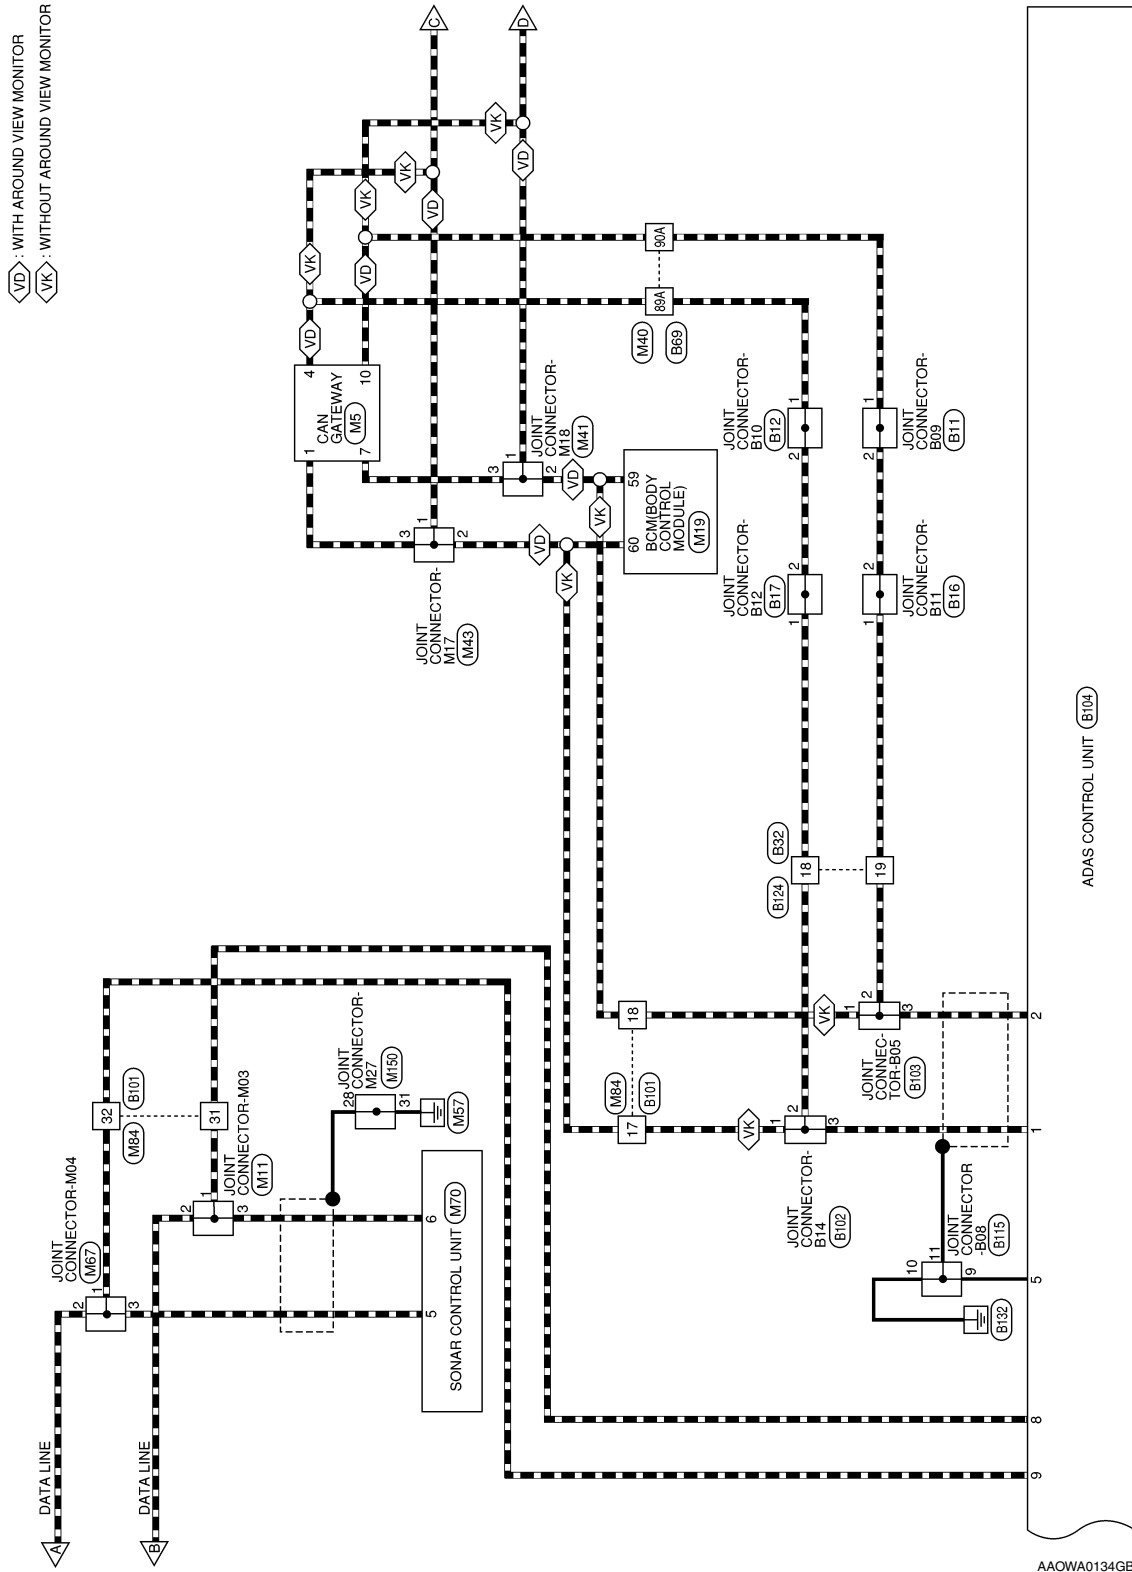 VD : WITH AROUND VIEW MONITOR
VK : WITHOUT AROUND VIEW MONITOR
A
DATA LINE
B
DATA LINE
JOINT
CONNECTOR-M04
M67
2
1
3
32
B101
M84
31
JOINT
CONNECTOR-M03
M11
2
1
3
28
JOINT
CONNECTOR-
M27
M150
31
M57
5
6
SONAR CONTROL UNIT
M70
C
D
VK
VK
VD
VD
VK
VK
VD
VD
4
10
CAN
GATEWAY
M5
1
7
3
1
2
JOINT
CONNECTOR-
M17
M43
3
1
2
JOINT
CONNECTOR-
M18
M41
VD
VK
VD
VK
59
60
BCM(BODY
CONTROL
MODULE)
M19
90A
89A
M40
B69
JOINT
CONNECTOR-
B10
B12
1
2
JOINT
CONNECTOR-
B09
B11
1
2
JOINT
CONNECTOR-
B12
B17
2
1
JOINT
CONNECTOR-
B11
B16
2
1
B32
B124
18
19
18
17
M84
B101
VK
VK
1
2
3
JOINT
CONNEC-
TOR-B05
B103
1
2
3
JOINT
CONNECTOR-
B14
B102
10
11
9
JOINT
CONNECTOR
-B08
B115
B132
9
8
5
1
2
ADAS CONTROL UNIT
B104
AAOWA0134GB